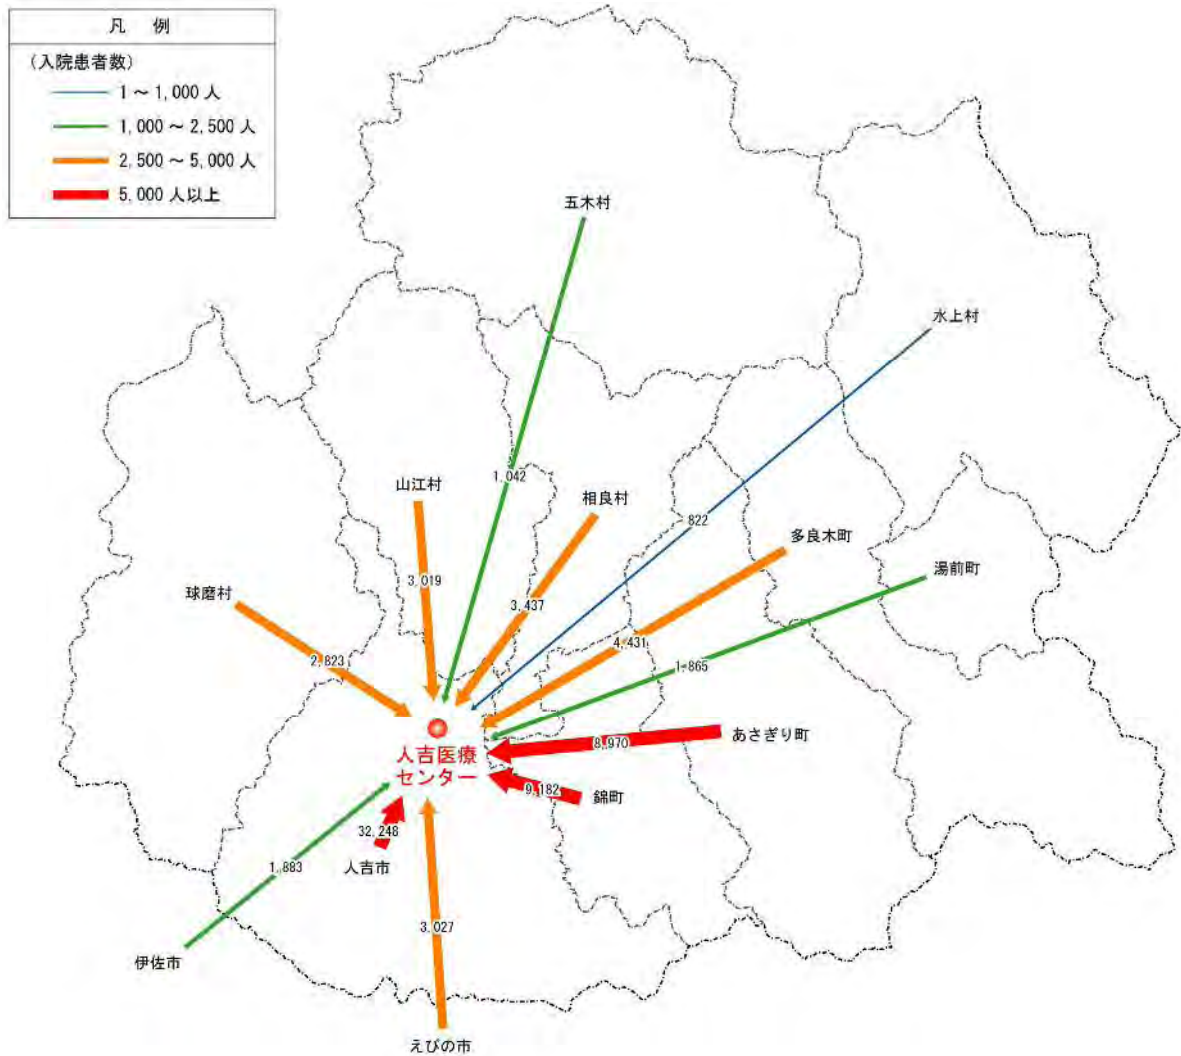 凡 例
(入院患者数)
1 ~ 1,000 人
1,000 ~ 2,500 人
2,500 ~ 5,000 人
5,000 人以上
五木村
水上村
1,042
山江村
相良村
822
多良木町
湯前町
3,019
球磨村
3,437
4,431
2,823
1,865
あさぎり町
8,970
人吉医療
センター
9,182
錦町
32,248
人吉市
1,883
3,027
伊佐市
えびの市